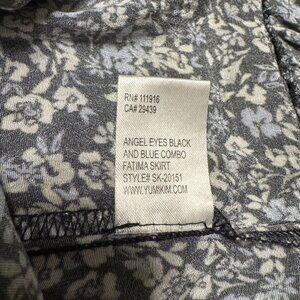 RN# 111916
CA# 29439
ANGEL EYES BLACK
AND BLUE COMBO
FATIMA SKIRT
STYLE# SK-20151
WWW.YUMIKIM.COM